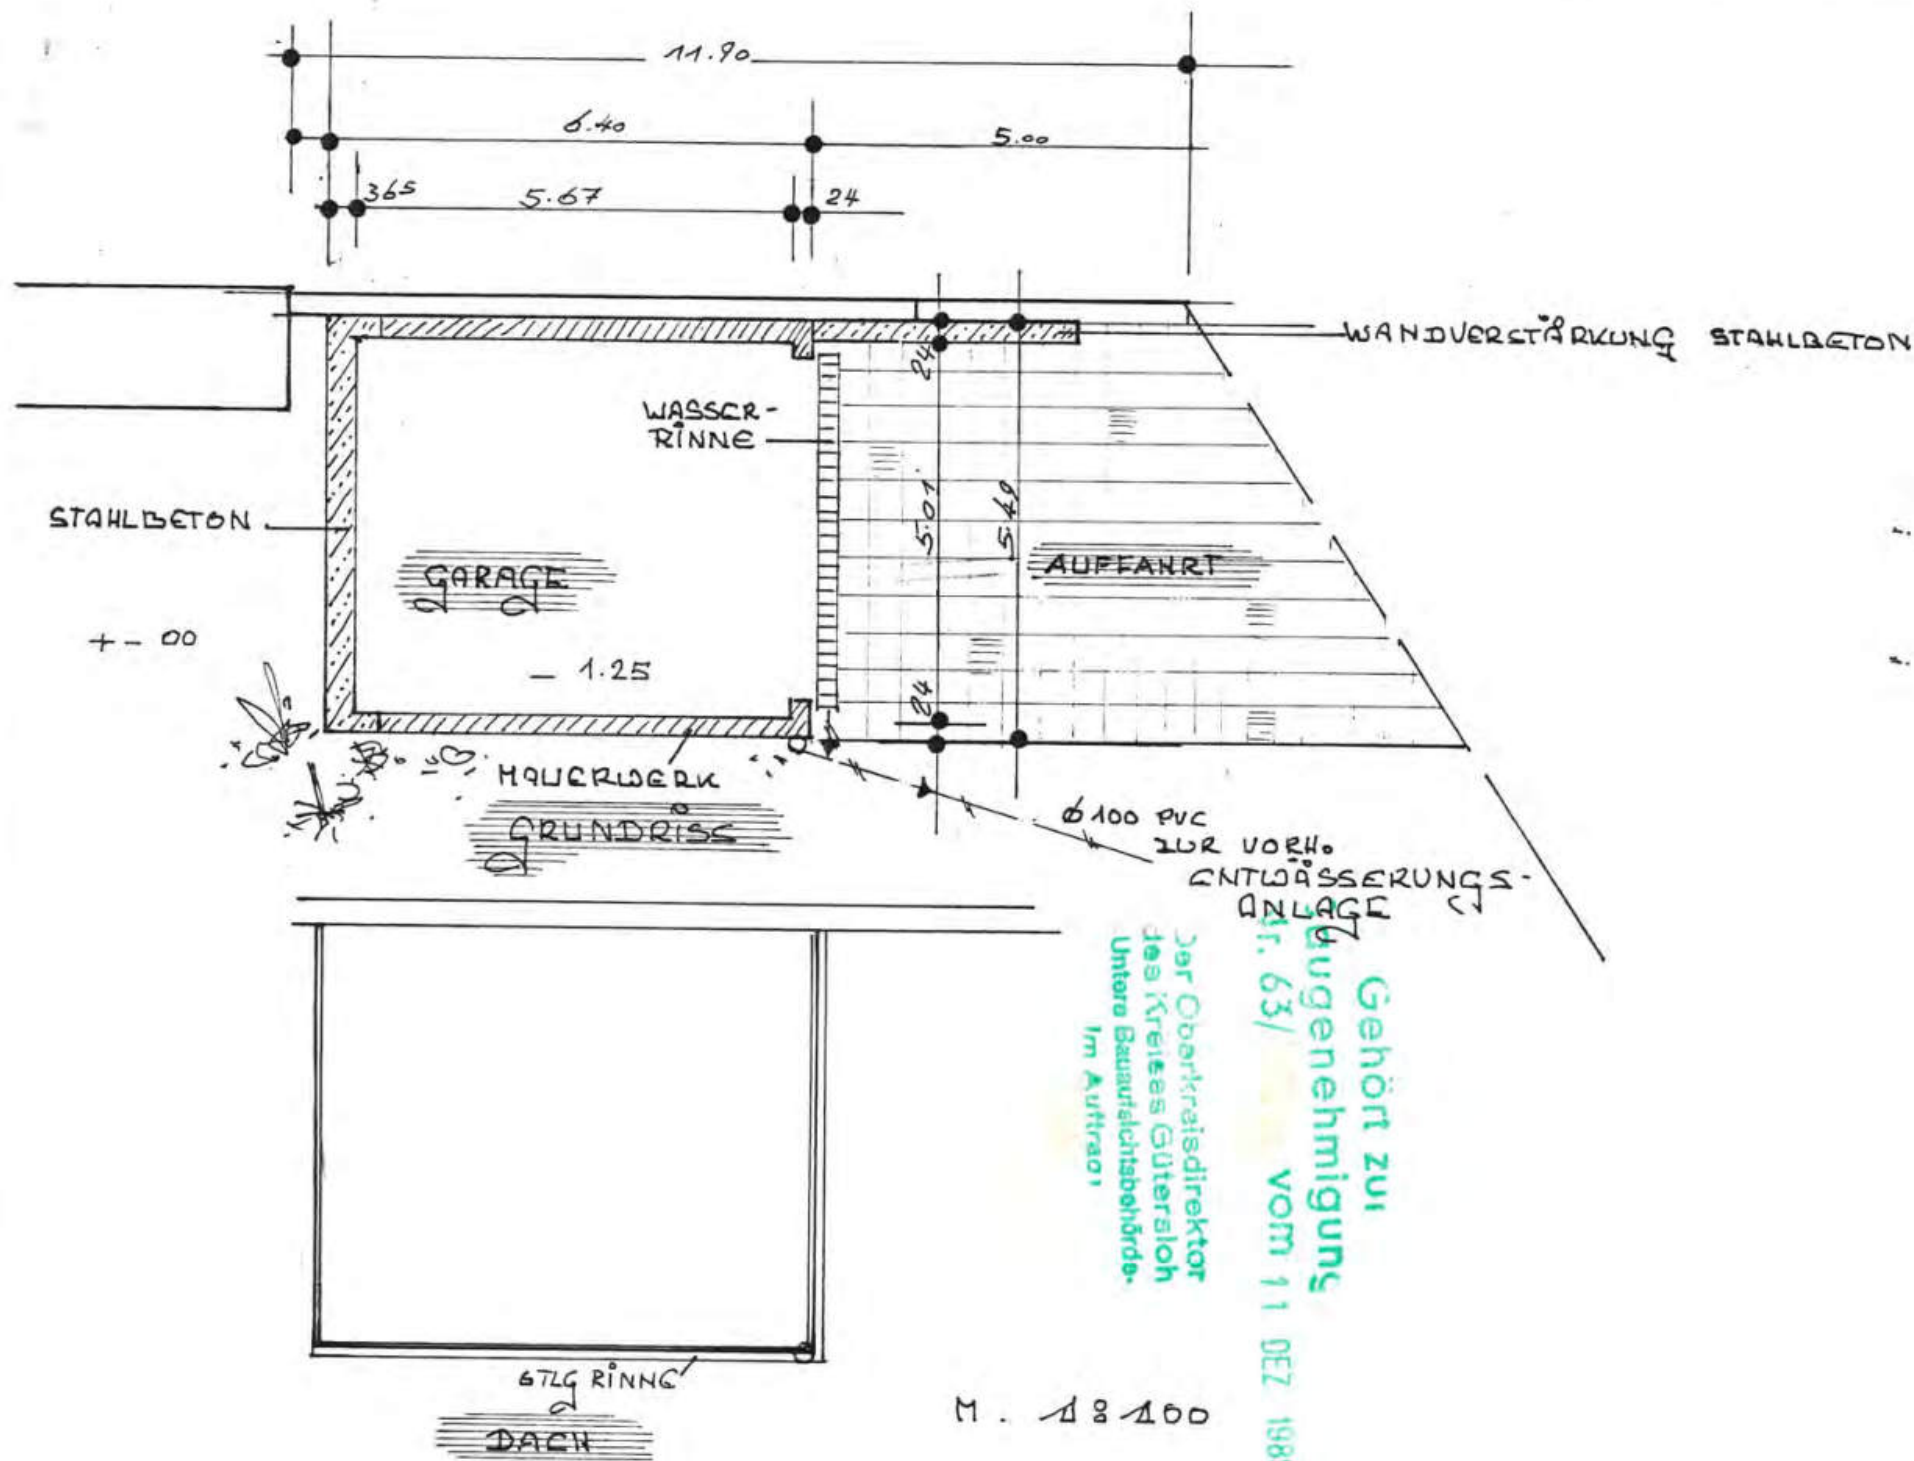 11.90
6.40
5.00
365
5.67
24
WANDVERSTÄRKUNG STAHLBETON
24
WASSER-
RINNE
STAHLBETON
5.01
5.49
GARAGE
AUFFAHRT
+- 00
- 1.25
24
MAUERWERK
GRUNDRISS
Ø100 PVC
ZUR VORH.
ENTWÄSSERUNGS-
ANLAGE
Gehört zur
Baugenehmigung
Nr. 63/ vom 11 DEZ 198
Der Oberkreisdirektor
des Kreises Gütersloh
Untere Bauaufsichtsbehörde-
Im Auftrag
6TLG RINNE
DACH
M. 1:100